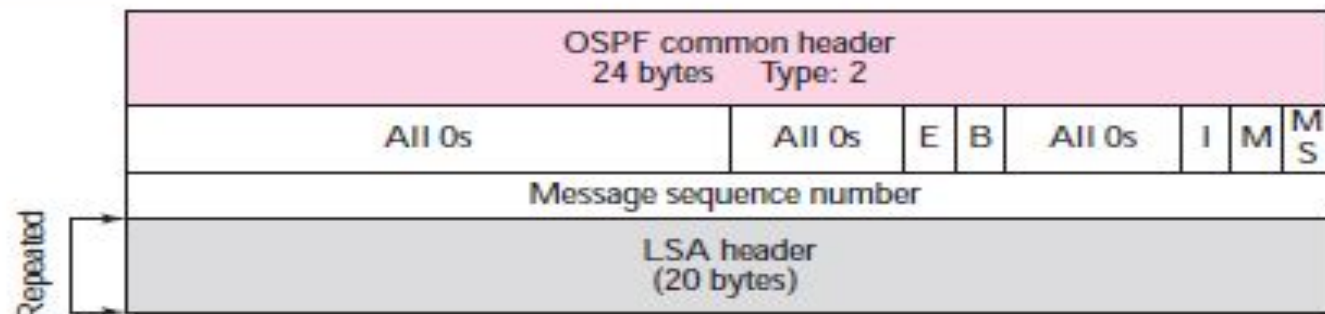 OSPF common header
24 bytes Type: 2
All 0s All 0s E B All 0s I M M
S
Message sequence number
Repeated
LSA header
(20 bytes)